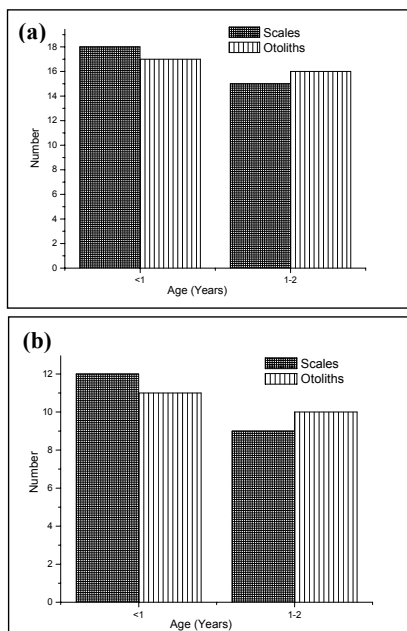 (a)
Scales
Otoliths
18
16
14
12
10
8
6
4
2
0
Number
<1
1-2
Age (Years)
(b)
Scales
Otoliths
12
10
8
6
4
2
0
Number
<1
1-2
Age (Years)